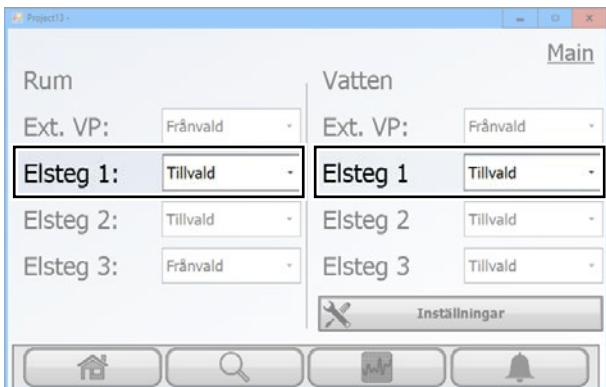 Project13 -
Main
Rum
Ext. VP: Frånvald
Elsteg 1: Tillvald
Elsteg 2: Tillvald
Elsteg 3: Frånvald
Vatten
Ext. VP: Frånvald
Elsteg 1 Tillvald
Elsteg 2 Tillvald
Elsteg 3 Tillvald
Inställningar